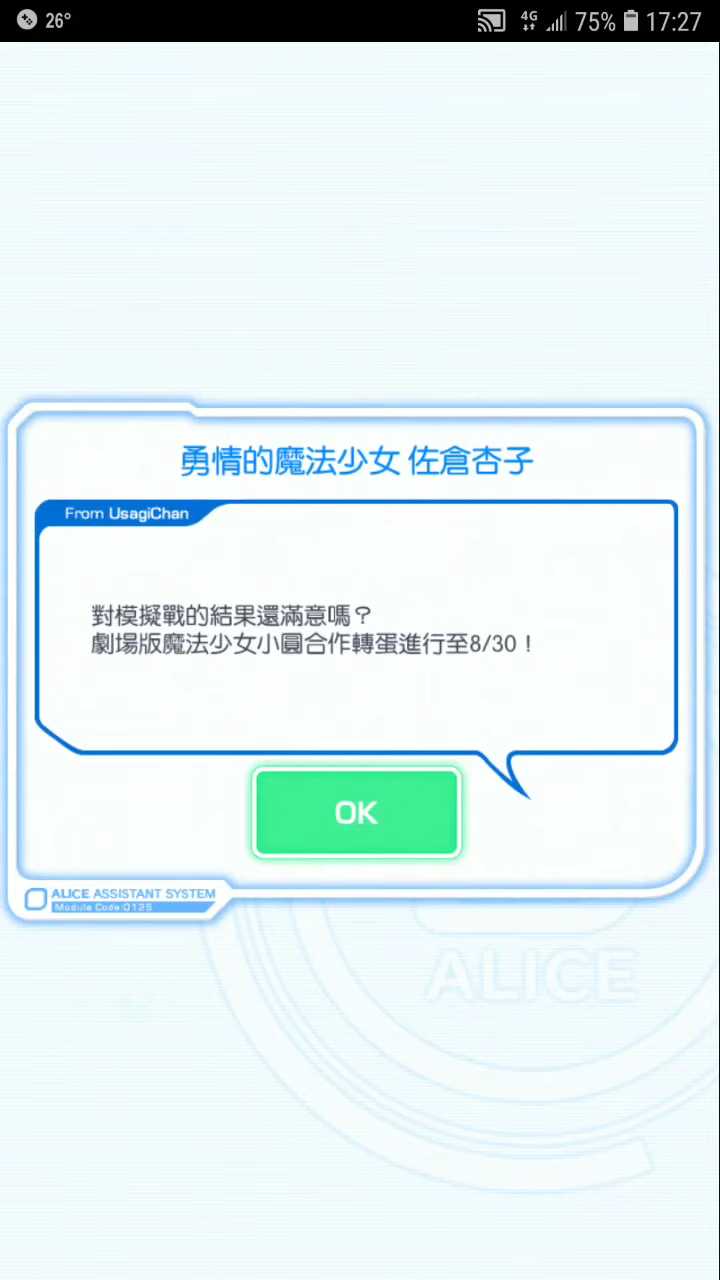 26°
4G
75%
17:27
勇情的魔法少女 佐倉杏子
From UsagiChan
對模擬戰的結果還滿意嗎？
劇場版魔法少女小圓合作轉蛋進行至8/30！
OK
ALICE ASSISTANT SYSTEM
Module Code:0125
ALICE